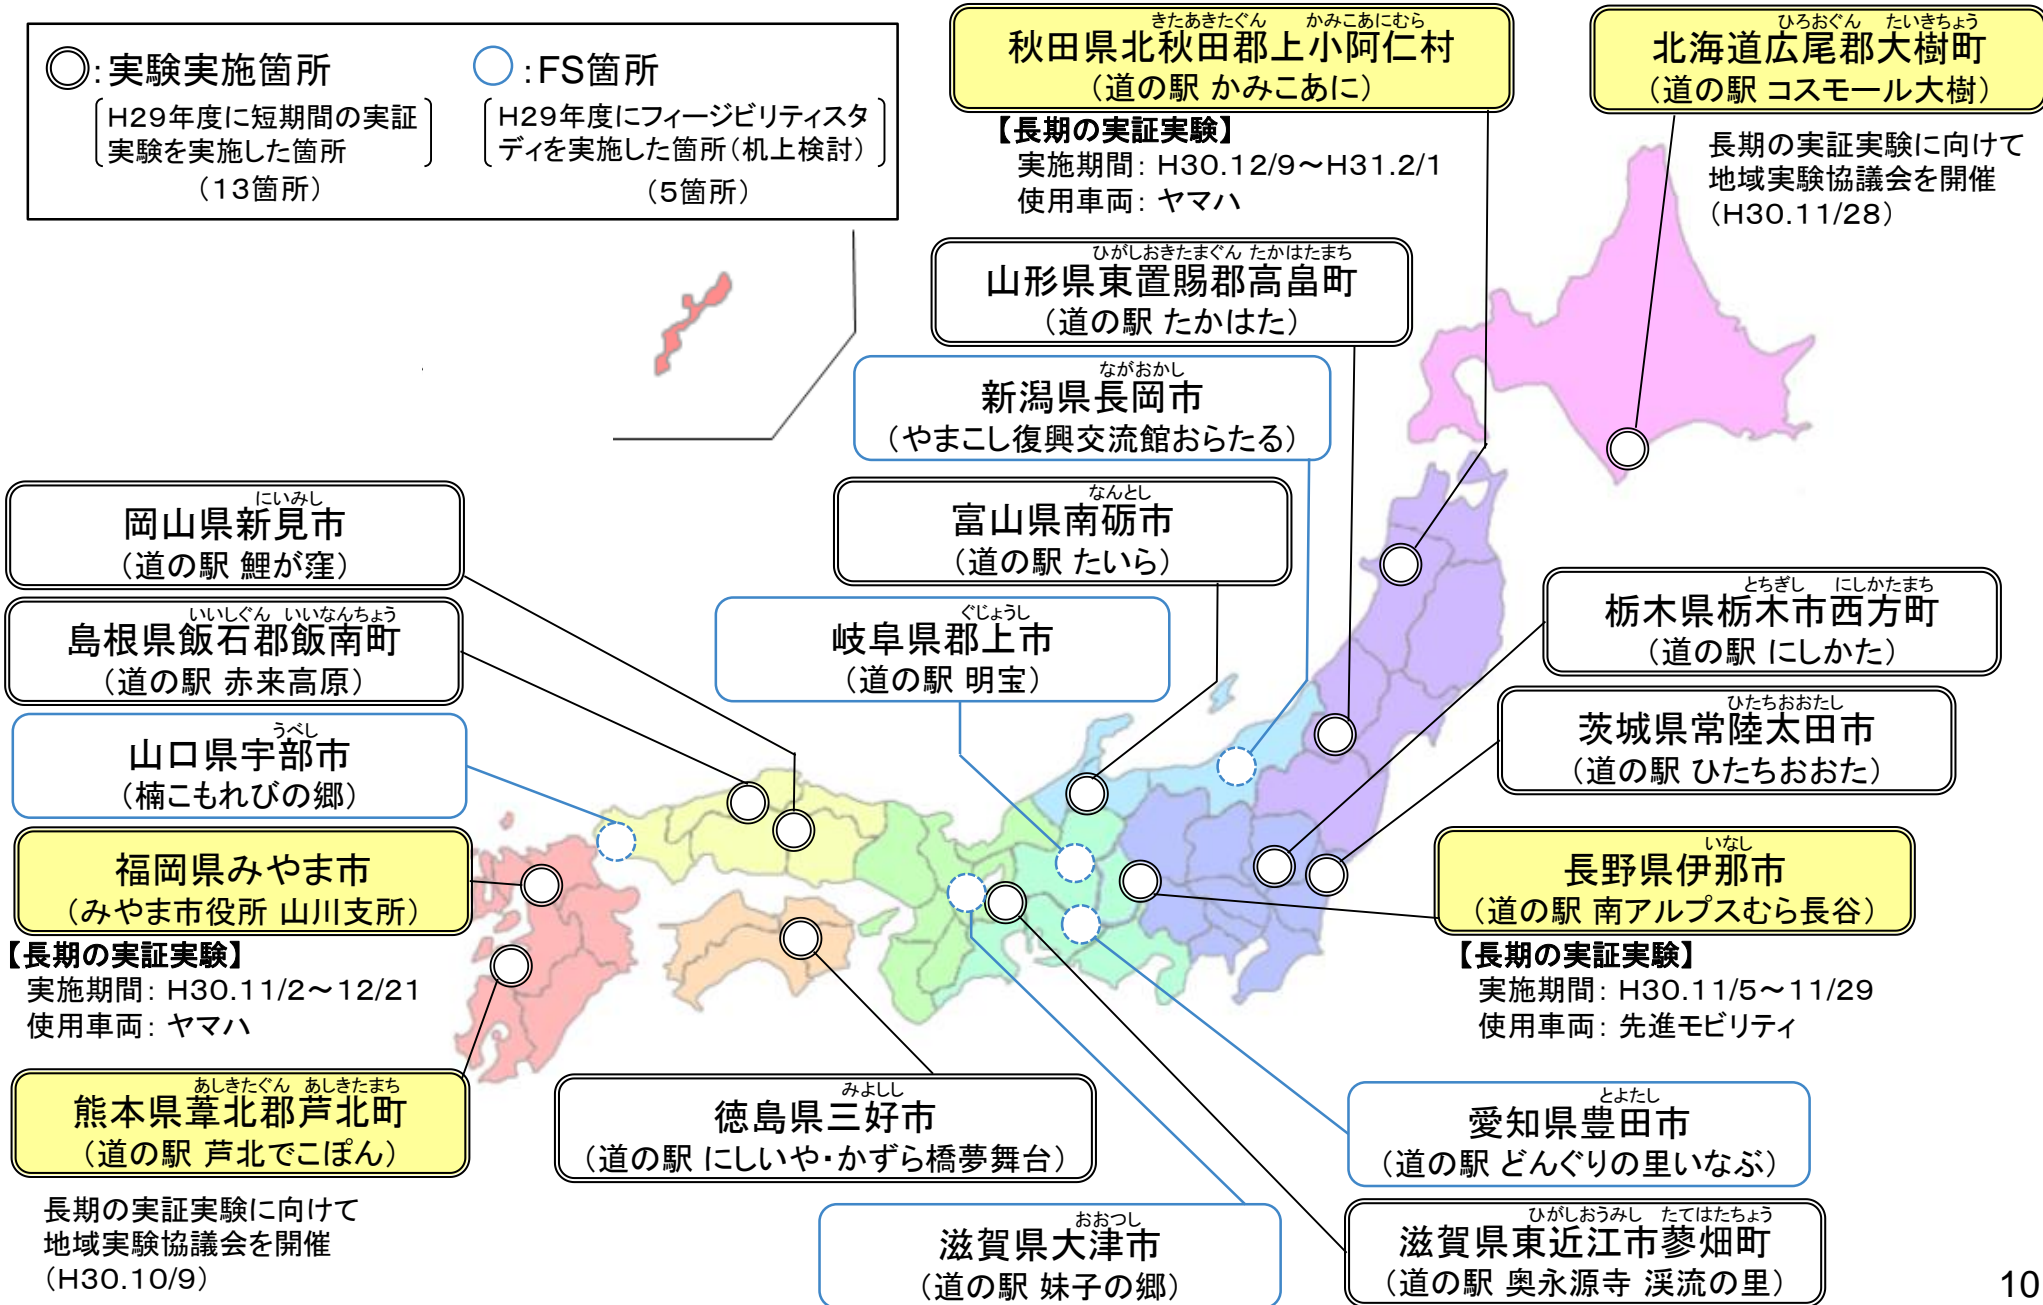 ◎：実験実施箇所
H29年度に短期間の実証
実験を実施した箇所
（13箇所）
○：FS箇所
H29年度にフィージビリティスタ
ディを実施した箇所（机上検討）
（5箇所）
きたあきたぐん　かみこあにむら
秋田県北秋田郡上小阿仁村
（道の駅 かみこあに）
【長期の実証実験】
実施期間：H30.12/9～H31.2/1
使用車両：ヤマハ
ひろおぐん　たいきちょう
北海道広尾郡大樹町
（道の駅 コスモール大樹）
長期の実証実験に向けて
地域実験協議会を開催
（H30.11/28）
ひがしおきたまぐん たかはたまち
山形県東置賜郡高畠町
（道の駅 たかはた）
ながおかし
新潟県長岡市
（やまこし復興交流館おらたる）
なんとし
富山県南砺市
（道の駅 たいら）
ぐじょうし
岐阜県郡上市
（道の駅 明宝）
にいみし
岡山県新見市
（道の駅 鯉が窪）
いいしぐん いいなんちょう
島根県飯石郡飯南町
（道の駅 赤来高原）
うべし
山口県宇部市
（楠こもれびの郷）
福岡県みやま市
（みやま市役所 山川支所）
【長期の実証実験】
実施期間：H30.11/2～12/21
使用車両：ヤマハ
あしきたぐん あしきたまち
熊本県葦北郡芦北町
（道の駅 芦北でこぽん）
長期の実証実験に向けて
地域実験協議会を開催
（H30.10/9）
とちぎし　にしかたまち
栃木県栃木市西方町
（道の駅 にしかた）
ひたちおおたし
茨城県常陸太田市
（道の駅 ひたちおおた）
いなし
長野県伊那市
（道の駅 南アルプスむら長谷）
【長期の実証実験】
実施期間：H30.11/5～11/29
使用車両：先進モビリティ
みよしし
徳島県三好市
（道の駅 にしいや・かずら橋夢舞台）
とよたし
愛知県豊田市
（道の駅 どんぐりの里いなぶ）
おおつし
滋賀県大津市
（道の駅 妹子の郷）
ひがしおうみし　たてはたちょう
滋賀県東近江市蓼畑町
（道の駅 奥永源寺 渓流の里）
10